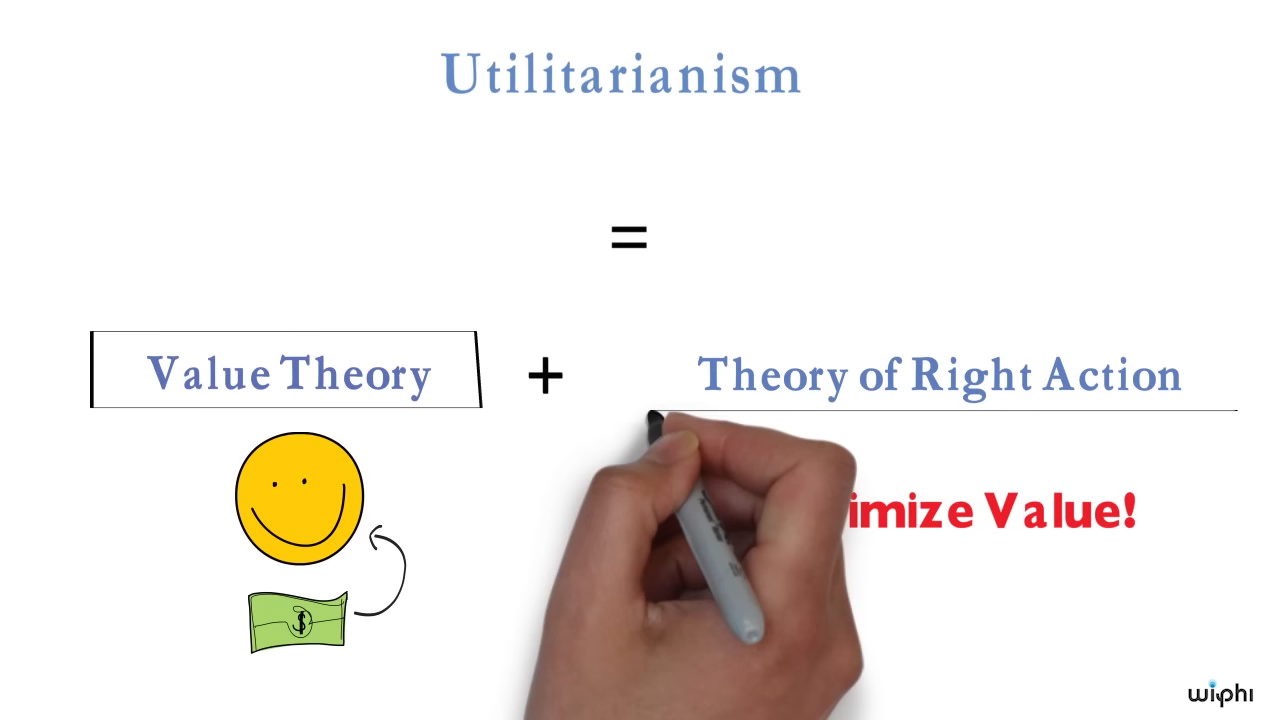 Utilitarianism
=
Value Theory + Theory of Right Action
imize Value!
$
wiphi